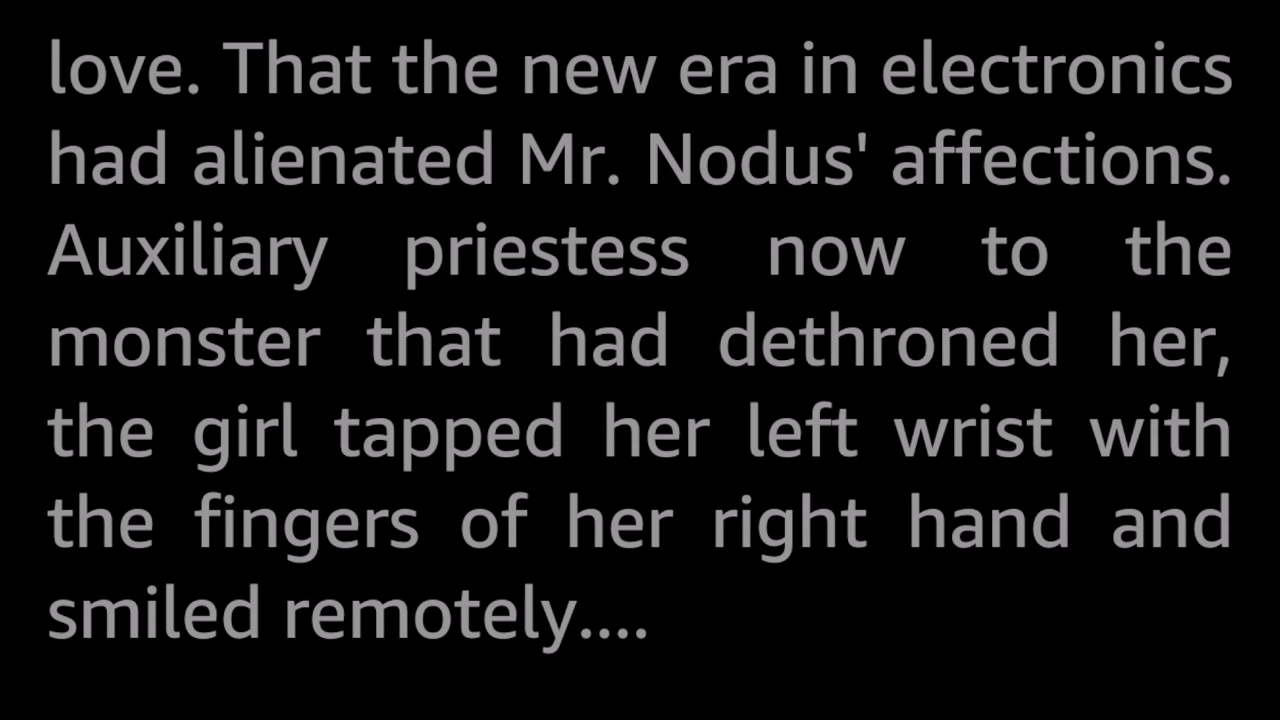 love. That the new era in electronics
had alienated Mr. Nodus' affections.
Auxiliary priestess now to the
monster that had dethroned her,
the girl tapped her left wrist with
the fingers of her right hand and
smiled remotely....